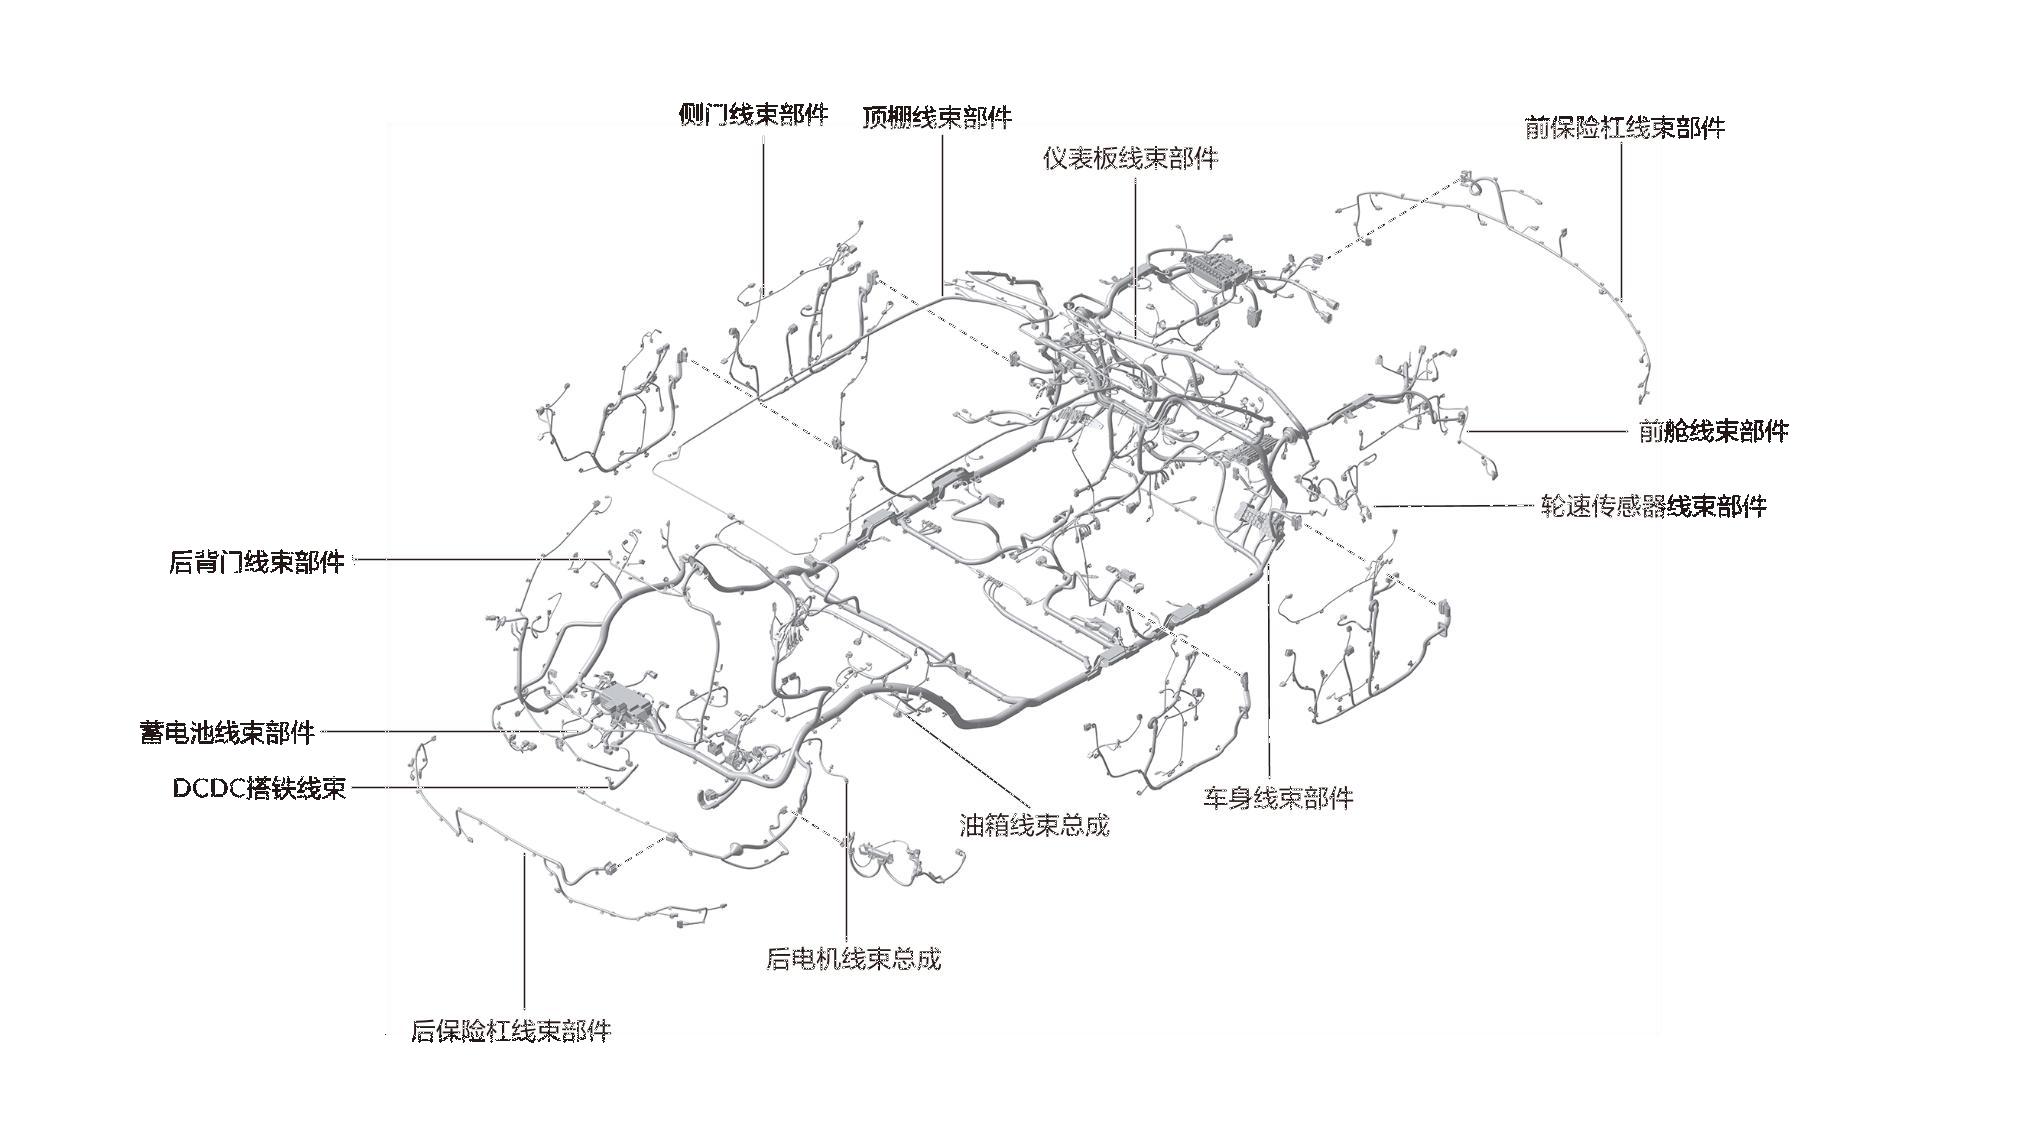 侧门线束部件
顶棚线束部件
前保险杠线束部件
仪表板线束部件
前舱线束部件
轮速传感器线束部件
后背门线束部件
蓄电池线束部件
DCDC搭铁线束
车身线束部件
油箱线束总成
后电机线束总成
后保险杠线束部件